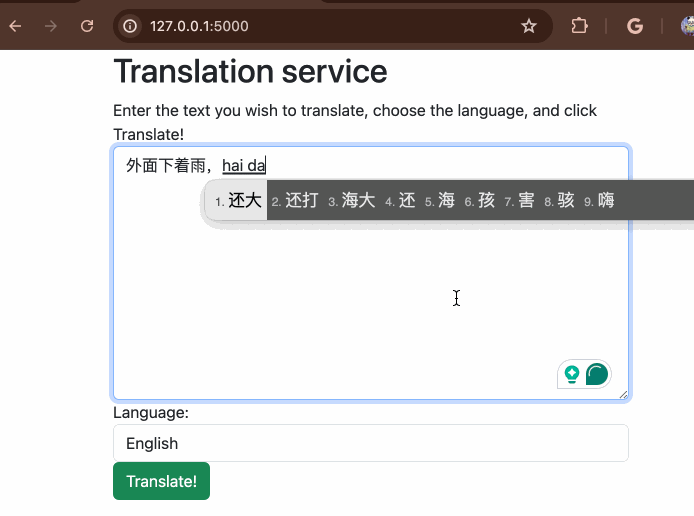 127.0.0.1:5000
Translation service
Enter the text you wish to translate, choose the language, and click
Translate!
外面下着雨，hai da
1. 还大 2. 还打 3. 海大 4. 还 5. 海 6. 孩 7. 害 8. 骇 9. 嗨
Language:
English
Translate!